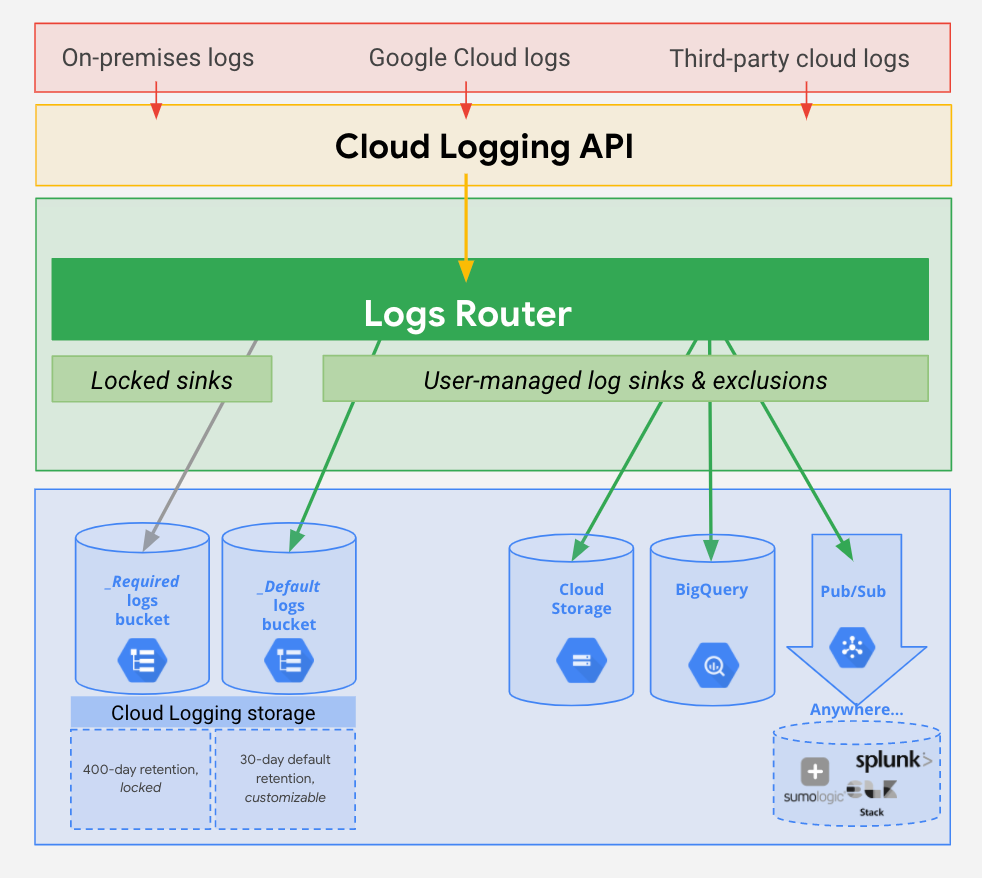 On-premises logs
Google Cloud logs
Third-party cloud logs
Cloud Logging API
Logs Router
Locked sinks
User-managed log sinks & exclusions
_Required
logs
bucket
_Default
logs
bucket
Cloud
Storage
BigQuery
Pub/Sub
Cloud Logging storage
400-day retention,
locked
30-day default
retention,
customizable
Anywhere...
splunk>
sumologic
ELK
Stack